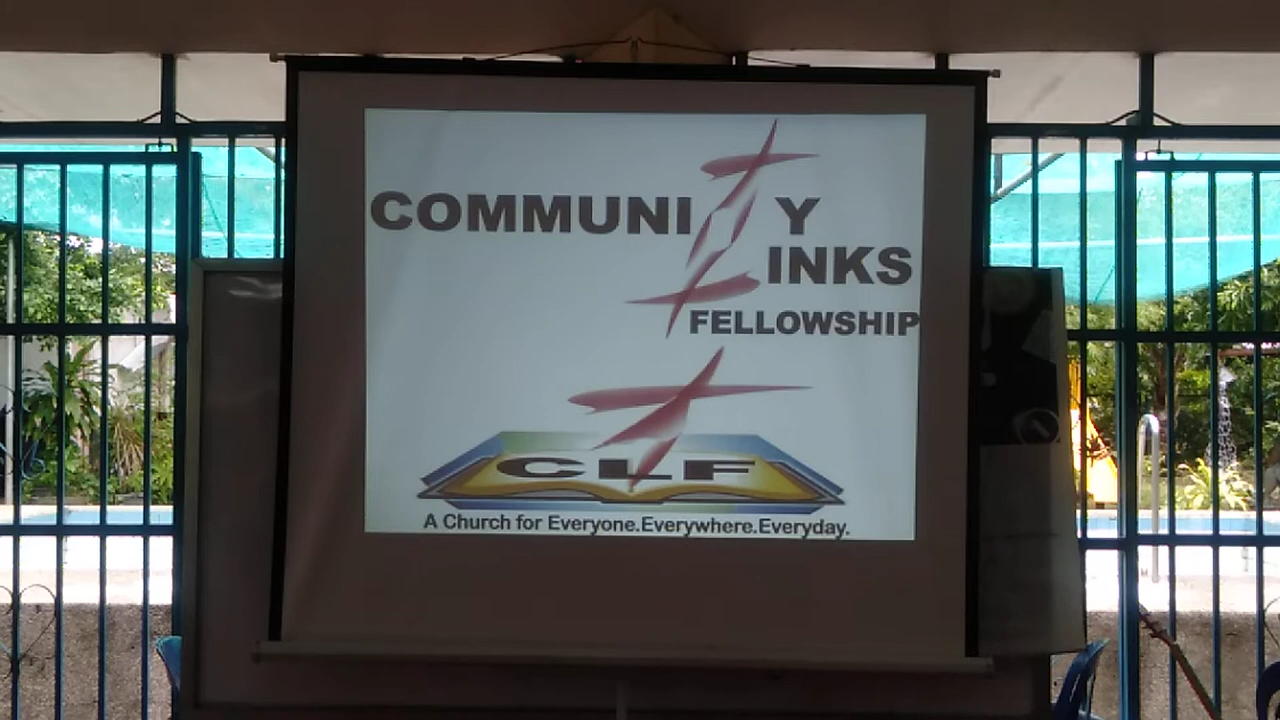 COMMUNITY
LINKS
FELLOWSHIP
CLF
A Church for Everyone.Everywhere.Everyday.